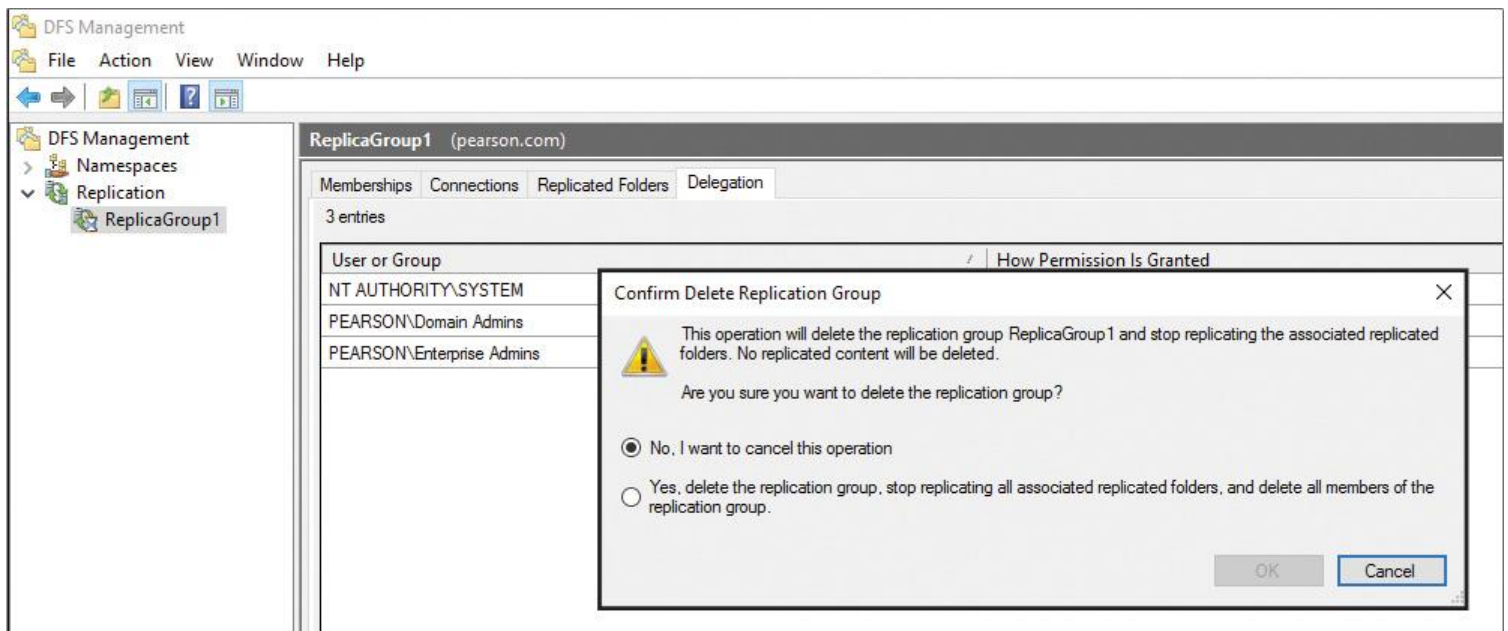 DFS Management
File Action View Window Help
DFS Management
Namespaces
Replication
ReplicaGroup1
ReplicaGroup1 (pearson.com)
Memberships Connections Replicated Folders Delegation
3 entries
User or Group How Permission Is Granted
NT AUTHORITY\SYSTEM
PEARSON\Domain Admins
PEARSON\Enterprise Admins
Confirm Delete Replication Group
This operation will delete the replication group ReplicaGroup1 and stop replicating the associated replicated
folders. No replicated content will be deleted.
Are you sure you want to delete the replication group?
No, I want to cancel this operation
Yes, delete the replication group, stop replicating all associated replicated folders, and delete all members of the
replication group.
OK Cancel